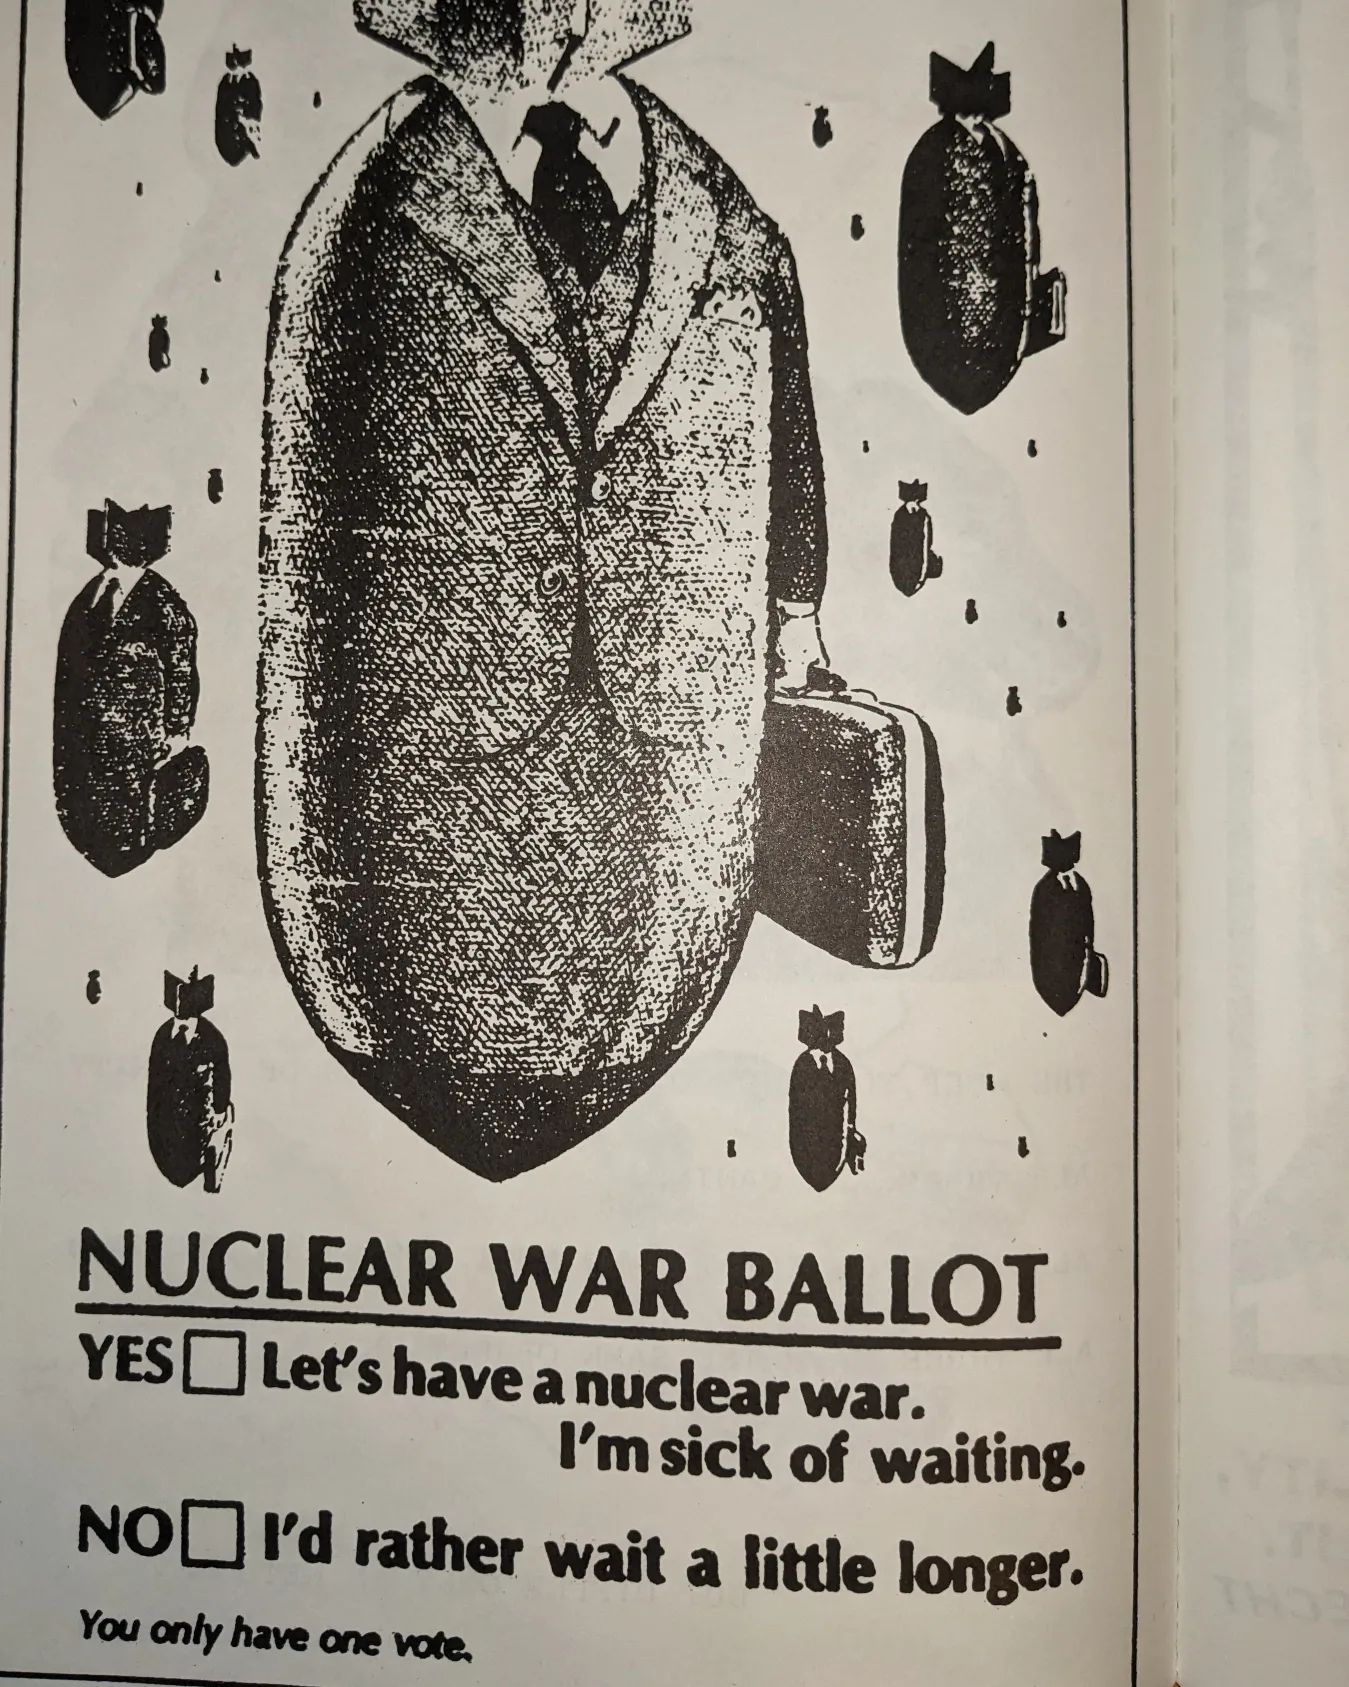 NUCLEAR WAR BALLOT
YES Let's have a nuclear war.
I'm sick of waiting.
NO I'd rather wait a little longer.
You only have one vote.